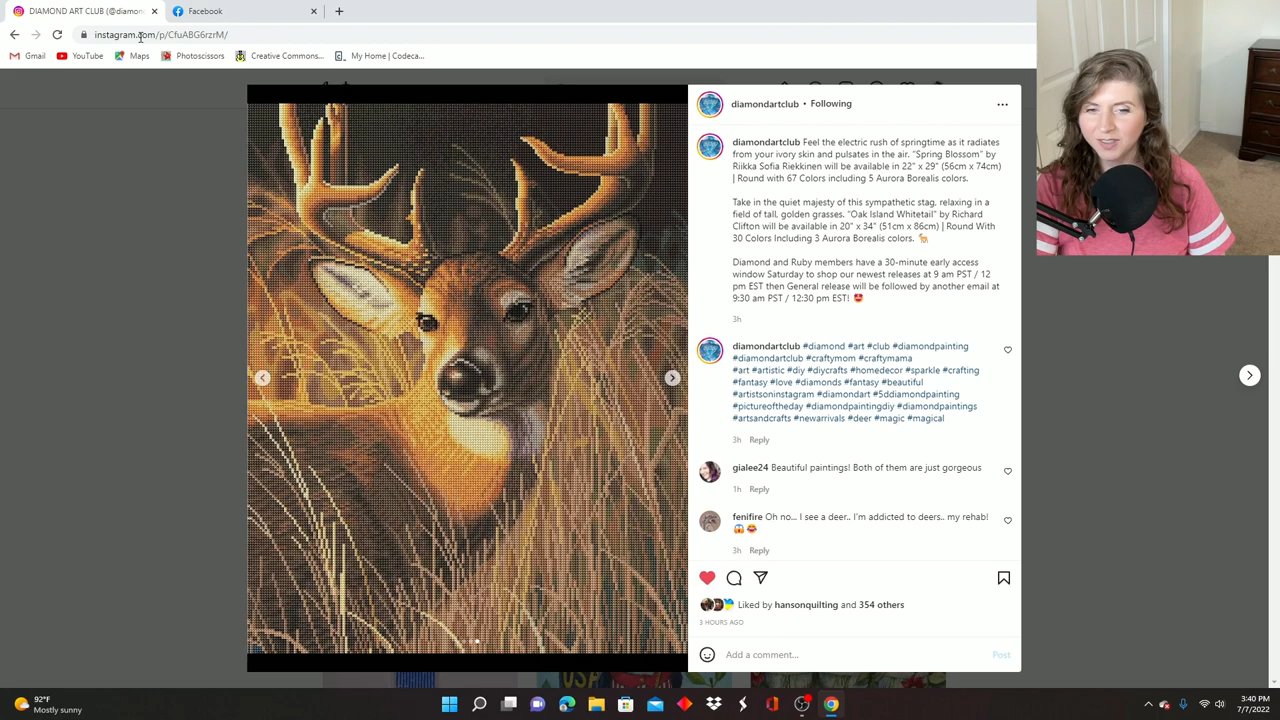 DIAMOND ART CLUB (@diamon
Facebook
instagram.com/p/CfuABG6rzrM/
Gmail
YouTube
Maps
Photoscissors
Creative Commons...
My Home | Codeca...
diamondartclub • Following
diamondartclub Feel the electric rush of springtime as it radiates
from your ivory skin and pulsates in the air. "Spring Blossom" by
Riikka Sofia Riekkinen will be available in 22" x 29" (56cm x 74cm)
| Round with 67 Colors including 5 Aurora Borealis colors.
Take in the quiet majesty of this sympathetic stag, relaxing in a
field of tall, golden grasses. "Oak Island Whitetail" by Richard
Clifton will be available in 20" x 34" (51cm x 86cm) | Round With
30 Colors Including 3 Aurora Borealis colors. 🐆
Diamond and Ruby members have a 30-minute early access
window Saturday to shop our newest releases at 9 am PST / 12
pm EST then General release will be followed by another email at
9:30 am PST / 12:30 pm EST! 😍
3h
diamondartclub #diamond #art #club #diamondpainting
#diamondartclub #craftymom #craftymama
#art #artistic #diy #diycrafts #homedecor #sparkle #crafting
#fantasy #love #diamonds #fantasy #beautiful
#artistsoninstagram #diamondart #5ddiamondpainting
#pictureoftheday #diamondpaintingdiy #diamondpaintings
#artsandcrafts #newarrivals #deer #magic #magical
3h Reply
gialee24 Beautiful paintings! Both of them are just gorgeous
1h Reply
fenifire Oh no... I see a deer.. I'm addicted to deers.. my rehab!
😱😂
3h Reply
Liked by hansonquilting and 354 others
3 HOURS AGO
Add a comment...
Post
USA
92°F
Mostly sunny
3:40 PM
7/7/2022